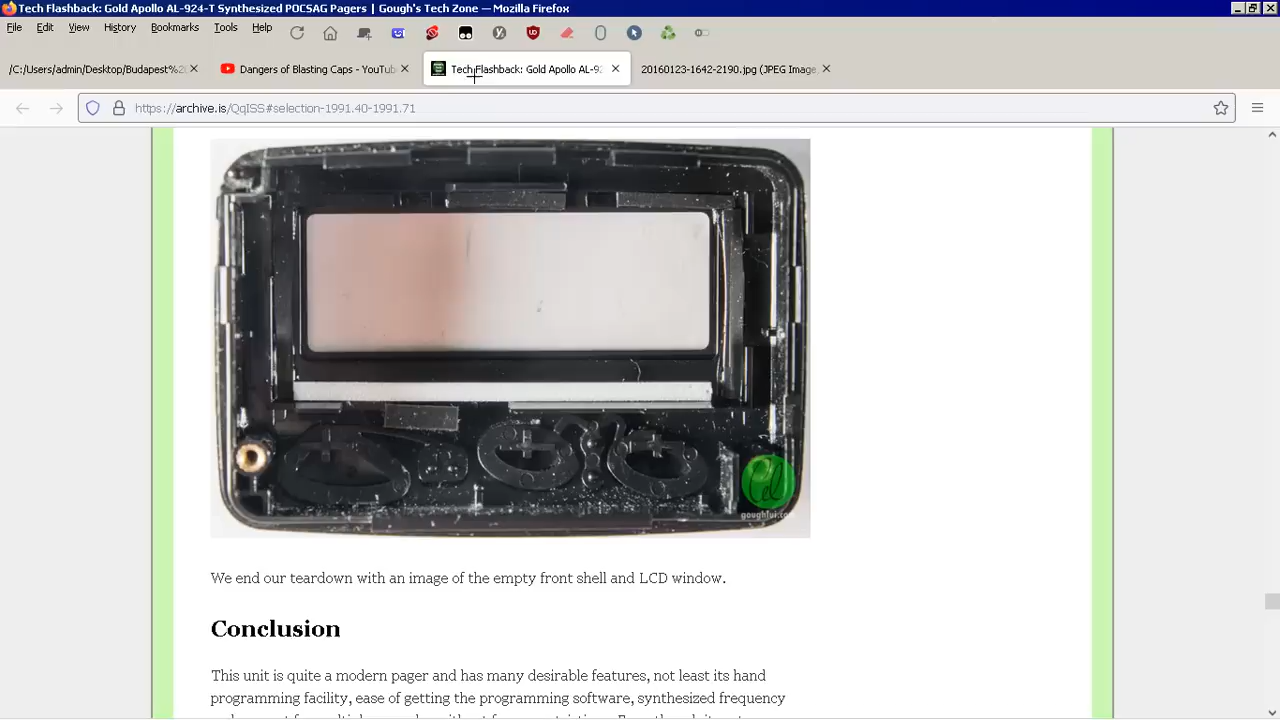 Tech Flashback: Gold Apollo AL-924-T Synthesized POCSAG Pagers | Gough's Tech Zone — Mozilla Firefox
File Edit View History Bookmarks Tools Help
/C:/Users/admin/Desktop/Budapest%2
Dangers of Blasting Caps - YouTub
Tech Flashback: Gold Apollo AL-92
20160123-1642-2190.jpg (JPEG Image
https://archive.is/QqISS#selection-1991.40-1991.71
goughlui.com
We end our teardown with an image of the empty front shell and LCD window.
Conclusion
This unit is quite a modern pager and has many desirable features, not least its hand
programming facility, ease of getting the programming software, synthesized frequency